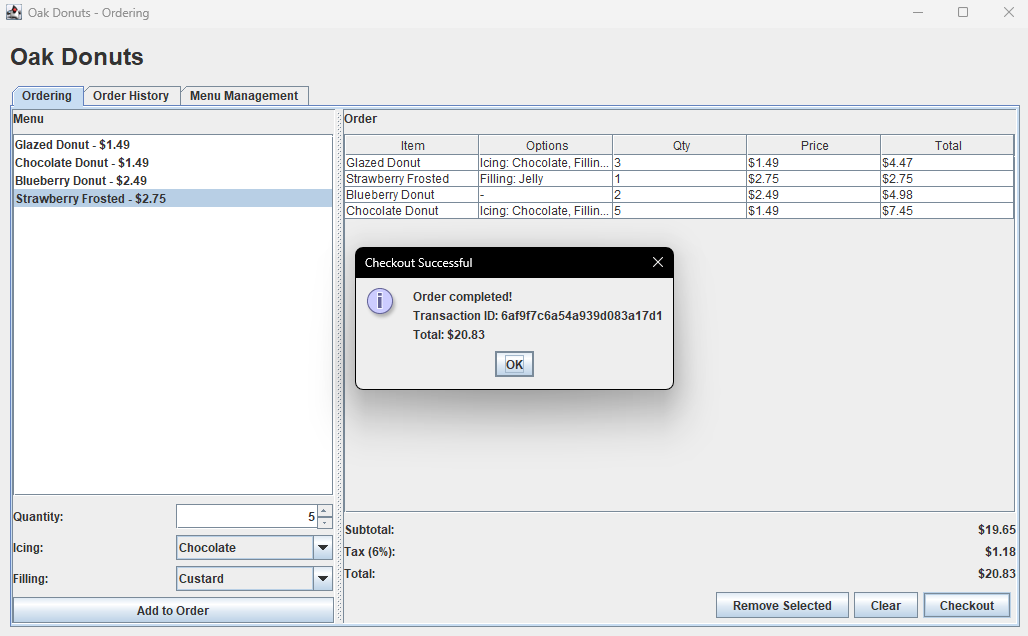 Oak Donuts - Ordering
Oak Donuts
Ordering Order History Menu Management
Menu
Glazed Donut - $1.49
Chocolate Donut - $1.49
Blueberry Donut - $2.49
Strawberry Frosted - $2.75
Quantity: 5
Icing: Chocolate
Filling: Custard
Add to Order
Order
Item Options Qty Price Total
Glazed Donut Icing: Chocolate, Fillin... 3 $1.49 $4.47
Strawberry Frosted Filling: Jelly 1 $2.75 $2.75
Blueberry Donut - 2 $2.49 $4.98
Chocolate Donut Icing: Chocolate, Fillin... 5 $1.49 $7.45
Checkout Successful
i
Order completed!
Transaction ID: 6af9f7c6a54a939d083a17d1
Total: $20.83
OK
Subtotal: $19.65
Tax (6%): $1.18
Total: $20.83
Remove Selected Clear Checkout